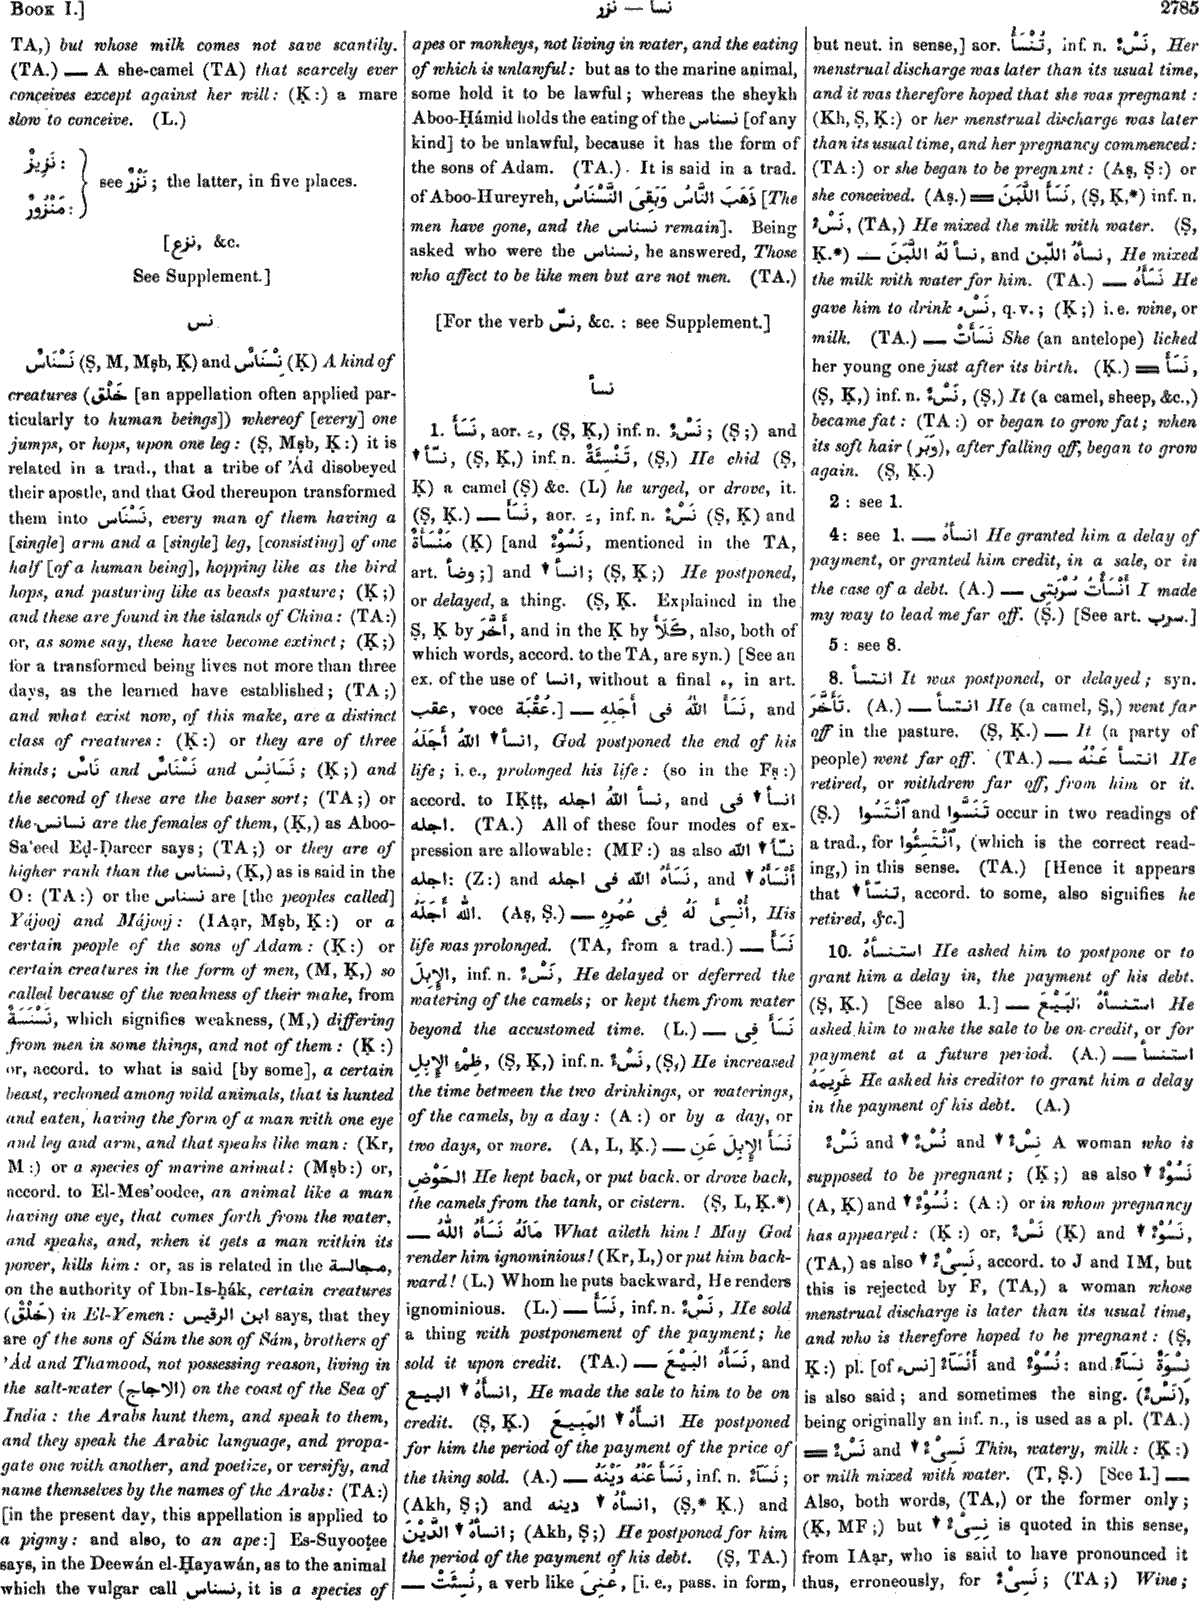 Book I.]
نسأ — نزر
2785
TA,) but whose milk comes not save scantily.
(TA.) — A she-camel (TA) that scarcely ever
conceives except against her will: (Ḳ:) a mare
slow to conceive. (L.)
نَزِيرٌ:
مَنْزُورٌ:
see نَزْرٌ; the latter, in five places.
[نزع, &c.
See Supplement.]
نس
نَسْنَاسٌ (Ṣ, M, Mṣb, Ḳ) and نِسْنَاسٌ (Ḳ) A kind of
creatures (خَلْق [an appellation often applied par-
ticularly to human beings]) whereof [every] one
jumps, or hops, upon one leg: (Ṣ, Mṣb, Ḳ:) it is
related in a trad., that a tribe of ’Ád disobeyed
their apostle, and that God thereupon transformed
them into نَسْنَاس, every man of them having a
[single] arm and a [single] leg, [consisting] of one
half [of a human being], hopping like as the bird
hops, and pasturing like as beasts pasture; (Ḳ;)
and these are found in the islands of China: (TA:)
or, as some say, these have become extinct; (Ḳ;)
for a transformed being lives not more than three
days, as the learned have established; (TA;)
and what exist now, of this make, are a distinct
class of creatures: (Ḳ:) or they are of three
kinds; نَاسٌ and نَسْنَاسٌ and نَسَانِسُ; (Ḳ;) and
the second of these are the baser sort; (TA;) or
the نسانس are the females of them, (Ḳ,) as Aboo-
Sa’eed Eḍ-Ḍareer says; (TA;) or they are of
higher rank than the نسناس, (Ḳ,) as is said in the
O: (TA:) or the نسناس are [the peoples called]
Yájooj and Májooj: (IAạr, Mṣb, Ḳ:) or a
certain people of the sons of Adam: (Ḳ:) or
certain creatures in the form of men, (M, Ḳ,) so
called because of the weakness of their make, from
نَسْنَسَةٌ, which signifies weakness, (M,) differing
from men in some things, and not of them: (Ḳ:)
or, accord. to what is said [by some], a certain
beast, reckoned among wild animals, that is hunted
and eaten, having the form of a man with one eye
and leg and arm, and that speaks like man: (Kr,
M:) or a species of marine animal: (Mṣb:) or,
accord. to El-Mes’oodee, an animal like a man
having one eye, that comes forth from the water,
and speaks, and, when it gets a man within its
power, kills him: or, as is related in the مجالسة,
on the authority of Ibn-Is-ḥáḳ, certain creatures
(خَلْقٌ) in El-Yemen: ابن الرقيس says, that they
are of the sons of Sám the son of Sám, brothers of
’Ád and Thamood, not possessing reason, living in
the salt-water (الاجاج) on the coast of the Sea of
India: the Arabs hunt them, and speak to them,
and they speak the Arabic language, and propa-
gate one with another, and poetize, or versify, and
name themselves by the names of the Arabs: (TA:)
[in the present day, this appellation is applied to
a pigmy: and also, to an ape:] Es-Suyooṭee
says, in the Deewán el-Ḥayawán, as to the animal
which the vulgar call نسناس, it is a species of
apes or monkeys, not living in water, and the eating
of which is unlawful: but as to the marine animal,
some hold it to be lawful; whereas the sheykh
Aboo-Ḥámid holds the eating of the نسناس [of any
kind] to be unlawful, because it has the form of
the sons of Adam. (TA.) It is said in a trad.
of Aboo-Hureyreh, ذَهَبَ النَّاسُ وَبَقِىَ النَّسْنَاسُ [The
men have gone, and the نسناس remain]. Being
asked who were the نسناس, he answered, Those
who affect to be like men but are not men. (TA.)
[For the verb نسّ, &c.: see Supplement.]
نسأ
1. نَسَأَ, aor. ـَ, (Ṣ, Ḳ,) inf. n. نَسْءٌ; (Ṣ;) and
↓ نسّأ, (Ṣ, Ḳ,) inf. n. تَنْسِئَةٌ, (Ṣ,) He chid (Ṣ,
Ḳ) a camel (Ṣ) &c. (L) he urged, or drove, it.
(Ṣ, Ḳ.) — نَسَأَ, aor. ـَ, inf. n. نَسْءٌ (Ṣ, Ḳ) and
مَنْسَأَةٌ (Ḳ) [and نُسُوْءٌ, mentioned in the TA,
art. وضأ;] and ↓ انسأ; (Ṣ, Ḳ;) He postponed,
or delayed, a thing. (Ṣ, Ḳ. Explained in the
Ṣ, Ḳ by أَخَّرَ, and in the Ḳ by كَلَأَ, also, both of
which words, accord. to the TA, are syn.) [See an
ex. of the use of انسا, without a final ء, in art.
عقب, voce عُقْبَة.] — نَسَأَ اللّٰهُ فِى أَجَلِهِ, and
↓ انسأ اللّٰهُ أَجَلَهُ, God postponed the end of his
life; i. e., prolonged his life: (so in the Fṣ:)
accord. to IḲṭṭ, نسأ اللّٰهُ اجله, and ↓ انسأ فى
اجله. (TA.) All of these four modes of ex-
pression are allowable: (MF:) as also ↓ نسّأ اللّٰه
اجله: (Z:) and نَسَأَهُ اللّٰه فى اجله, and ↓ أَنْسَأَهُ
اللّٰه أَجَلَهُ. (Aṣ, Ṣ.) — أُنْسِئَ لَهُ فِى عُمُرِهِ, His
life was prolonged. (TA, from a trad.) — نَسَأَ
الإِبِلَ, inf. n. نَسْءٌ, He delayed or deferred the
watering of the camels; or kept them from water
beyond the accustomed time. (L.) — نَسَأَ فِى
ظِمْءِ الإِبِلِ, (Ṣ, Ḳ,) inf. n. نَسْءٌ, (Ṣ,) He increased
the time between the two drinkings, or waterings,
of the camels, by a day: (A:) or by a day, or
two days, or more. (A, L, Ḳ.) — نَسَأَ الإِبِلَ عَنِ
الحَوْضِ He kept back, or put back, or drove back,
the camels from the tank, or cistern. (Ṣ, L, Ḳ.*)
— مَالَهُ نَسَأَهُ اللّٰهُ What aileth him! May God
render him ignominious! (Kr, L,) or put him back-
ward! (L.) Whom he puts backward, He renders
ignominious. (L.) — نَسَأَ, inf. n. نَسْءٌ, He sold
a thing with postponement of the payment; he
sold it upon credit. (TA.) — نَسَأَهُ البَيْعَ, and
↓ انسأهُ البيع, He made the sale to him to be on
credit. (Ṣ, Ḳ.) ↓ انسأهُ المَبِيعَ He postponed
for him the period of the payment of the price of
the thing sold. (A.) — نَسَأَ عَنْهُ دَيْنَهُ, inf. n. نَسَآءٌ;
(Akh, Ṣ;) and ↓ انسأهُ دينه, (Ṣ,* Ḳ.) and
↓ انسأهُ الدَّيْنَ; (Akh, Ṣ;) He postponed for him
the period of the payment of his debt. (Ṣ, TA.)
— نُسِئَتْ, a verb like عُنِىَ, [i. e., pass. in form,
but neut. in sense,] aor. تُنْسَأُ, inf. n. نَسْءٌ, Her
menstrual discharge was later than its usual time,
and it was therefore hoped that she was pregnant:
(Kh, Ṣ, Ḳ:) or her menstrual discharge was later
than its usual time, and her pregnancy commenced:
(TA:) or she began to be pregnant: (Aṣ, Ṣ:) or
she conceived. (Aṣ.) = نَسَأَ اللَّبَنَ, (Ṣ, Ḳ,*) inf. n.
نَسْءٌ, (TA,) He mixed the milk with water. (Ṣ,
Ḳ.*) — نسأ لَهُ اللَّبَنَ, and نسأهُ اللّبن, He mixed
the milk with water for him. (TA.) — نَسَأَهُ He
gave him to drink نَسْء, q. v.; (Ḳ;) i. e. wine, or
milk. (TA.) — نَسَأَتْ She (an antelope) licked
her young one just after its birth. (Ḳ.) = نَسَأَ,
(Ṣ, Ḳ,) inf. n. نَسْءٌ, (Ṣ,) It (a camel, sheep, &c.,)
became fat: (TA:) or began to grow fat; when
its soft hair (وَبَر), after falling off, began to grow
again. (Ṣ, Ḳ.)
2: see 1.
4: see 1. — انسأهُ He granted him a delay of
payment, or granted him credit, in a sale, or in
the case of a debt. (A.) — أَنْسَأْتُ سُرْبَتِى I made
my way to lead me far off. (Ṣ.) [See art. سرب.]
5: see 8.
8. انتسأ It was postponed, or delayed; syn.
تَأَخَّرَ. (A.) — انتسأ He (a camel, Ṣ,) went far
off in the pasture. (Ṣ, Ḳ.) — It (a party of
people) went far off. (TA.) — انتسأ عَنْهُ He
retired, or withdrew far off, from him or it.
(Ṣ.) تَنَسَّوْا and اِنْتَسُوا occur in two readings of
a trad., for اِنْتَسِئُوا, (which is the correct read-
ing,) in this sense. (TA.) [Hence it appears
that ↓ تنسّأ, accord. to some, also signifies he
retired, &c.]
10. استنسأهُ He asked him to postpone or to
grant him a delay in, the payment of his debt.
(Ṣ, Ḳ.) [See also 1.] — استنسأهُ البَيْعَ He
asked him to make the sale to be on credit, or for
payment at a future period. (A.) — استنسأ
غَرِيمَهُ He asked his creditor to grant him a delay
in the payment of his debt. (A.)
نَسْءٌ and ↓ نُسْءٌ and ↓ نِسْءٌ A woman who is
supposed to be pregnant; (Ḳ;) as also ↓ نَسُوْءٌ
(A, Ḳ) and ↓ نُسُوْءٌ: (A:) or in whom pregnancy
has appeared: (Ḳ:) or, نَسْءٌ (Ḳ) and ↓ نَسُوْءٌ,
(TA,) as also ↓ نَسِىْءٌ, accord. to J and IM, but
this is rejected by F, (TA,) a woman whose
menstrual discharge is later than its usual time,
and who is therefore hoped to be pregnant: (Ṣ,
Ḳ:) pl. [of نسء] أَنْسَآءٌ and نُسُوْءٌ: and نِسْوَةٌ نِسَآءٌ
is also said; and sometimes the sing. (نَسْءٌ),
being originally an inf. n., is used as a pl. (TA.)
= نَسْءٌ and ↓ نَسِىْءٌ Thin, watery, milk: (Ḳ:)
or milk mixed with water. (T, Ṣ.) [See 1.] —
Also, both words, (TA,) or the former only;
(Ḳ, MF;) but ↓ نِسِىْءٌ is quoted in this sense,
from IAạr, who is said to have pronounced it
thus, erroneously, for نَسِىْءٌ; (TA;) Wine;